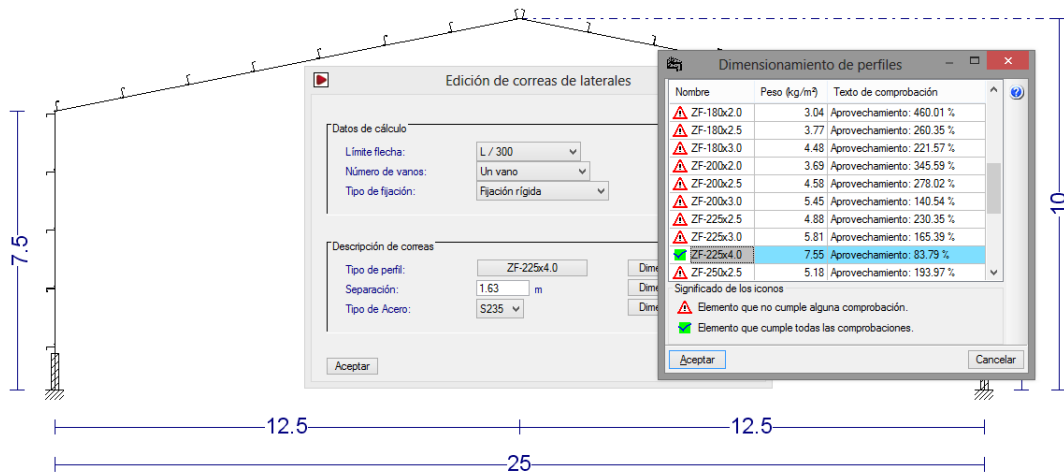 Edición de correas de laterales
Datos de cálculo
Límite flecha: L / 300
Número de vanos: Un vano
Tipo de fijación: Fijación rígida
Descripción de correas
Tipo de perfil: ZF-225x4.0 Dime
Separación: 1.63 m Dime
Tipo de Acero: S235 Dime
Aceptar
Dimensionamiento de perfiles
Nombre Peso (kg/m²) Texto de comprobación
ZF-180x2.0 3.04 Aprovechamiento: 460.01 %
ZF-180x2.5 3.77 Aprovechamiento: 260.35 %
ZF-180x3.0 4.48 Aprovechamiento: 221.57 %
ZF-200x2.0 3.69 Aprovechamiento: 345.59 %
ZF-200x2.5 4.58 Aprovechamiento: 278.02 %
ZF-200x3.0 5.45 Aprovechamiento: 140.54 %
ZF-225x2.5 4.88 Aprovechamiento: 230.35 %
ZF-225x3.0 5.81 Aprovechamiento: 165.39 %
ZF-225x4.0 7.55 Aprovechamiento: 83.79 %
ZF-250x2.5 5.18 Aprovechamiento: 193.97 %
Significado de los iconos
Elemento que no cumple alguna comprobación.
Elemento que cumple todas las comprobaciones.
Aceptar Cancelar
7.5
10
12.5 12.5
25